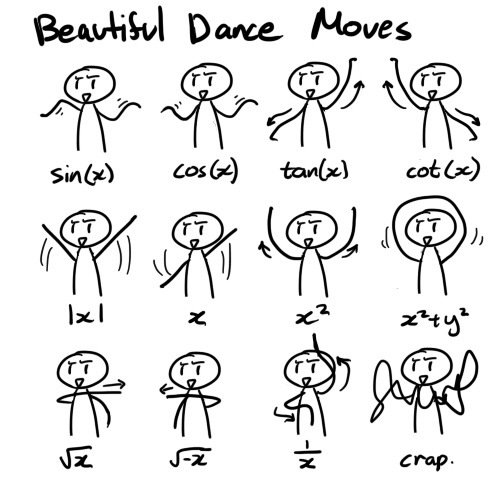 Beautiful Dance Moves
sin(x) cos(x) tan(x) cot(x)
|x| x x² x²+y²
√x √-x 1/x crap.